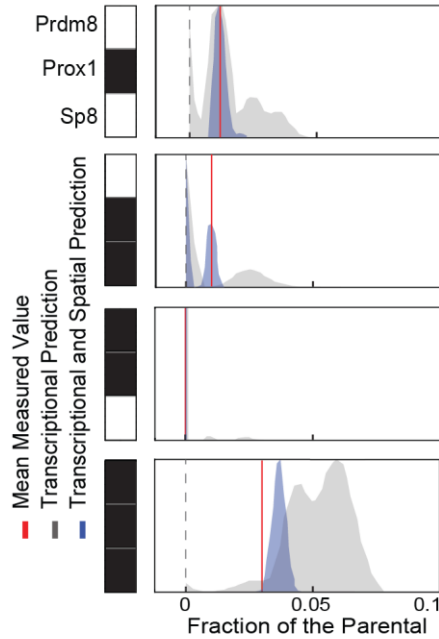 Prdm8
Prox1
Sp8
Mean Measured Value
Transcriptional Prediction
Transcriptional and Spatial Prediction
0
0.05
0.1
Fraction of the Parental